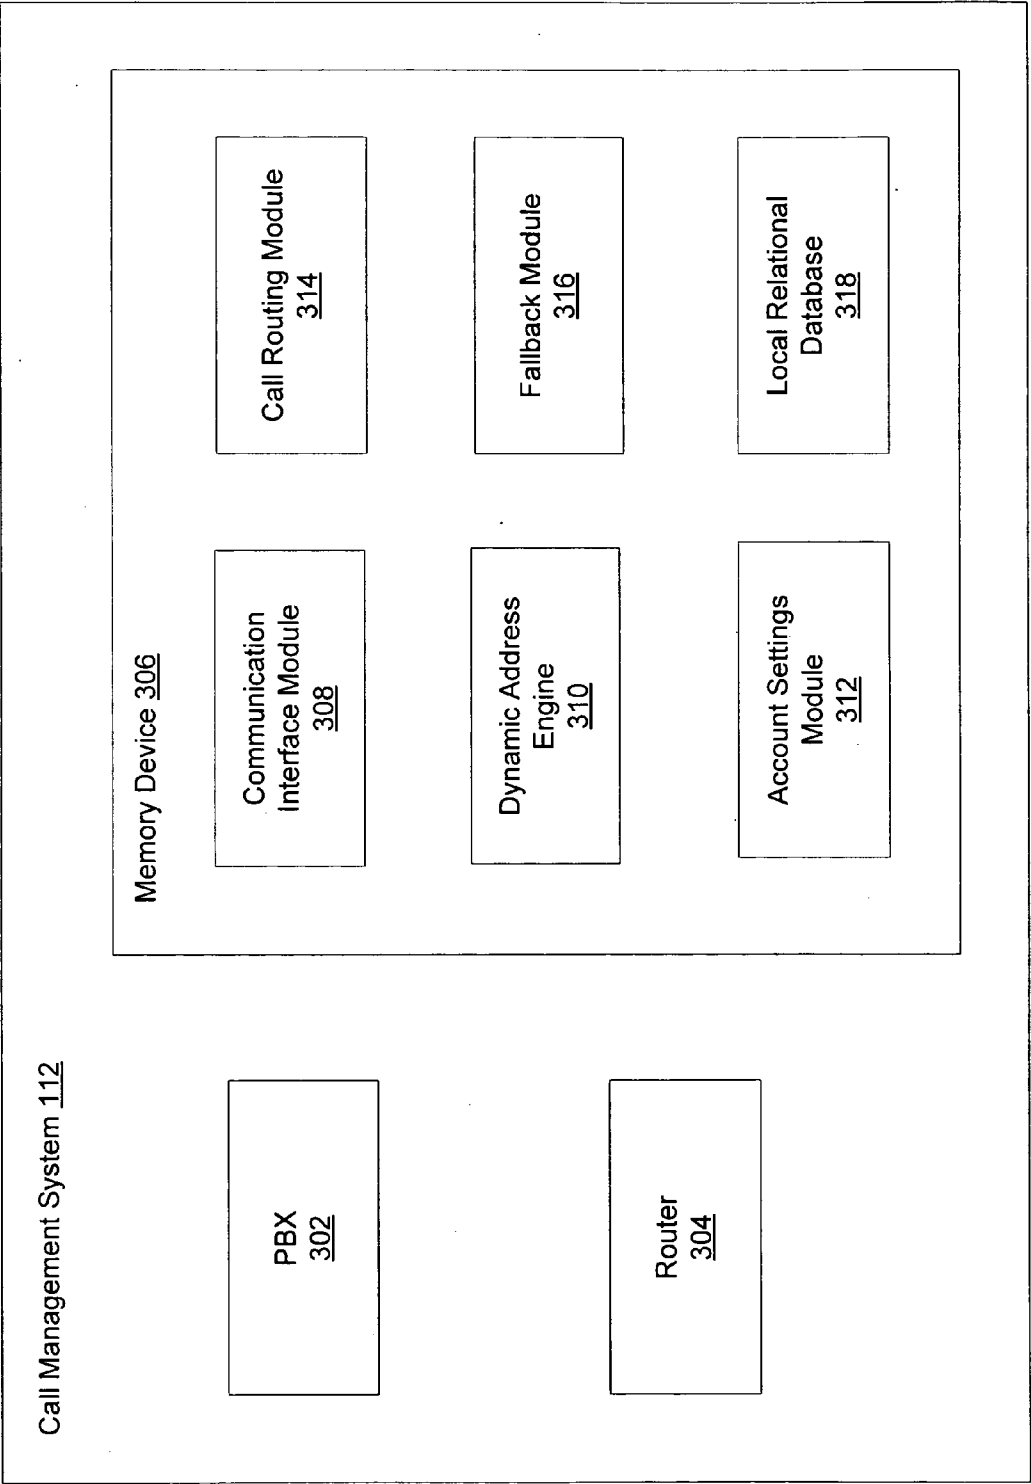 Call Management System 112
PBX
302
Router
304
Memory Device 306
Communication
Interface Module
308
Dynamic Address
Engine
310
Account Settings
Module
312
Call Routing Module
314
Fallback Module
316
Local Relational
Database
318